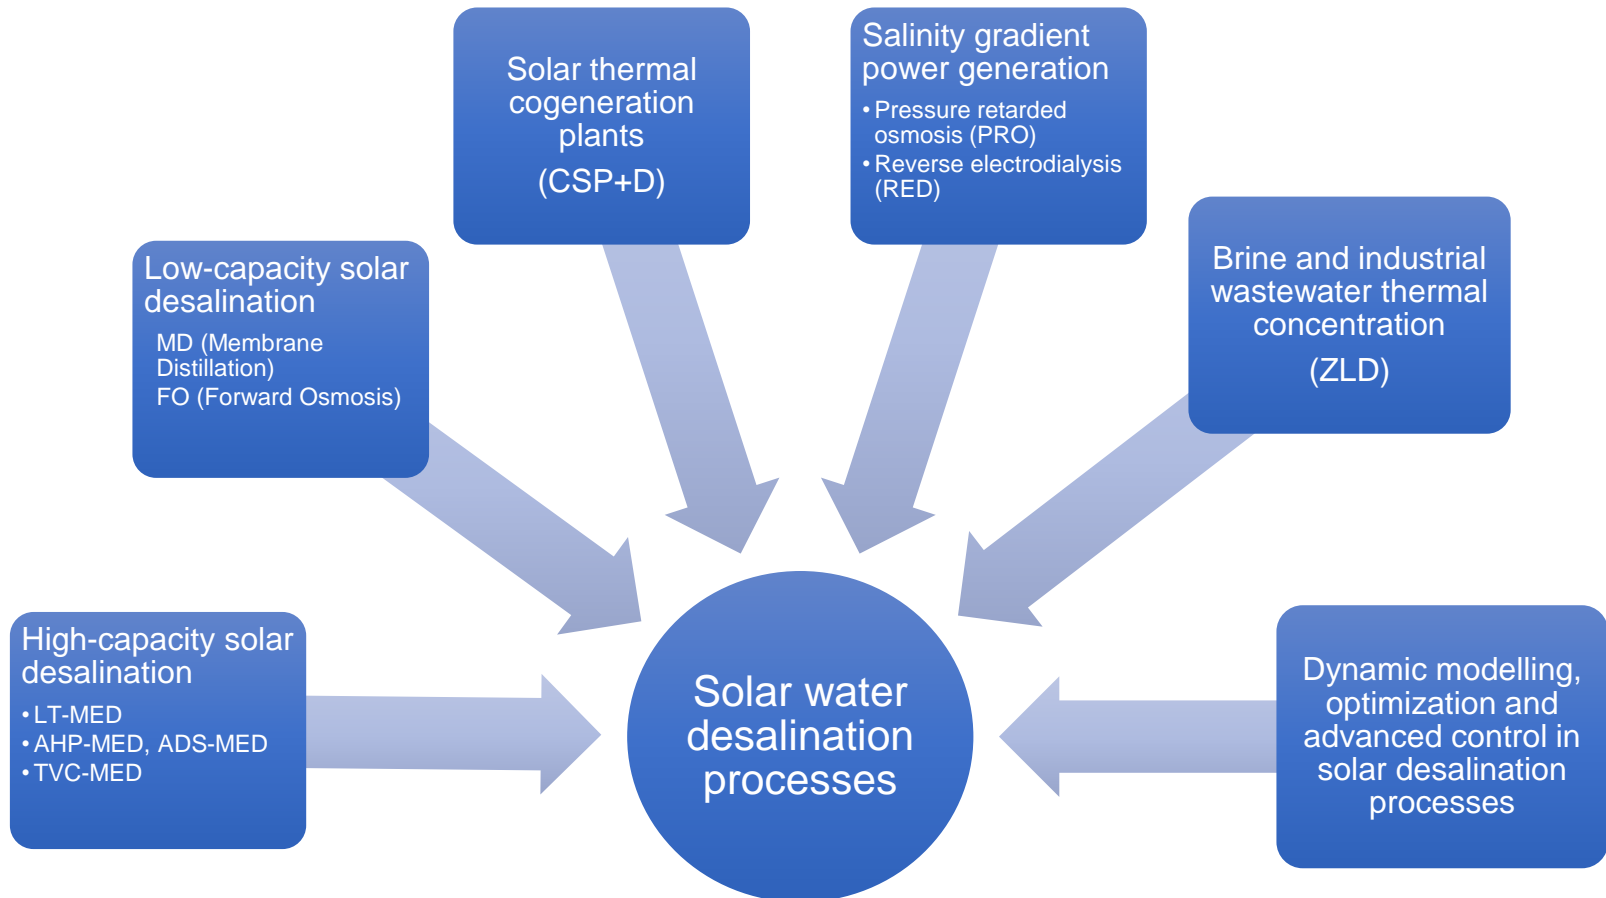 Solar thermal
cogeneration
plants
(CSP+D)
Salinity gradient
power generation
• Pressure retarded
osmosis (PRO)
• Reverse electrodialysis
(RED)
Low-capacity solar
desalination
MD (Membrane
Distillation)
FO (Forward Osmosis)
Brine and industrial
wastewater thermal
concentration
(ZLD)
High-capacity solar
desalination
• LT-MED
• AHP-MED, ADS-MED
• TVC-MED
Solar water
desalination
processes
Dynamic modelling,
optimization and
advanced control in
solar desalination
processes